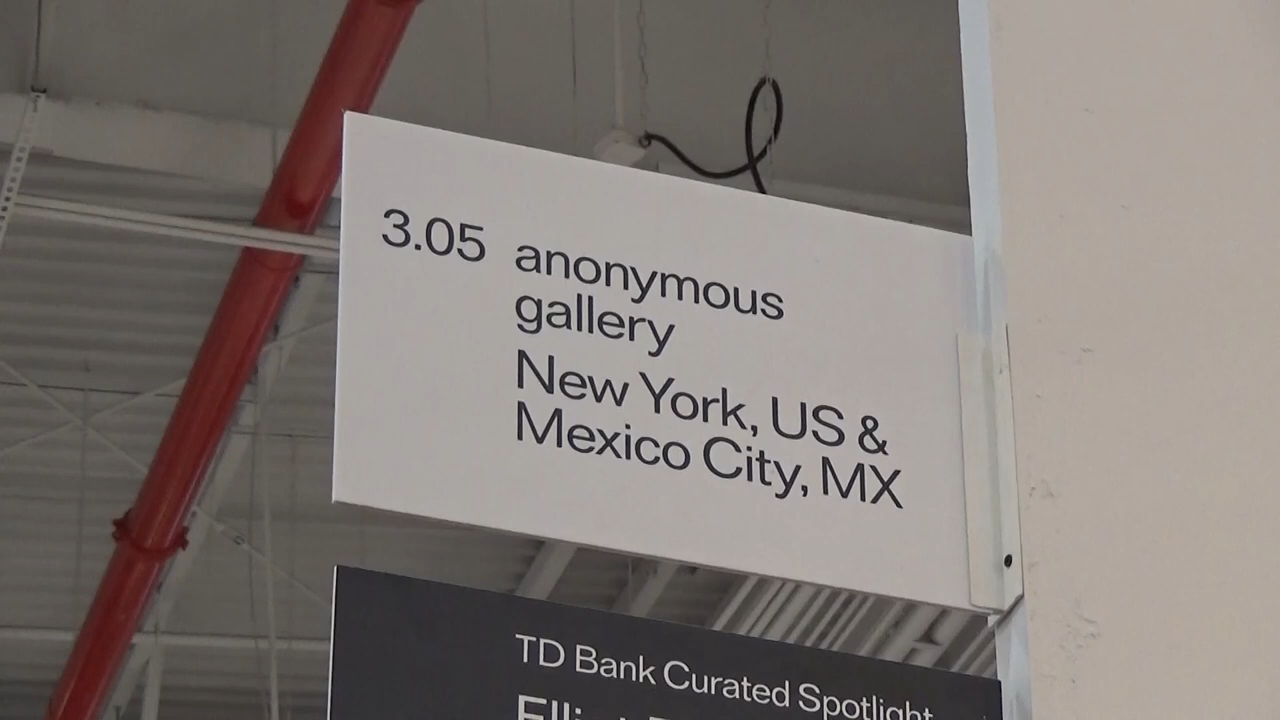 3.05 anonymous
gallery
New York, US &
Mexico City, MX
TD Bank Curated Spotlight